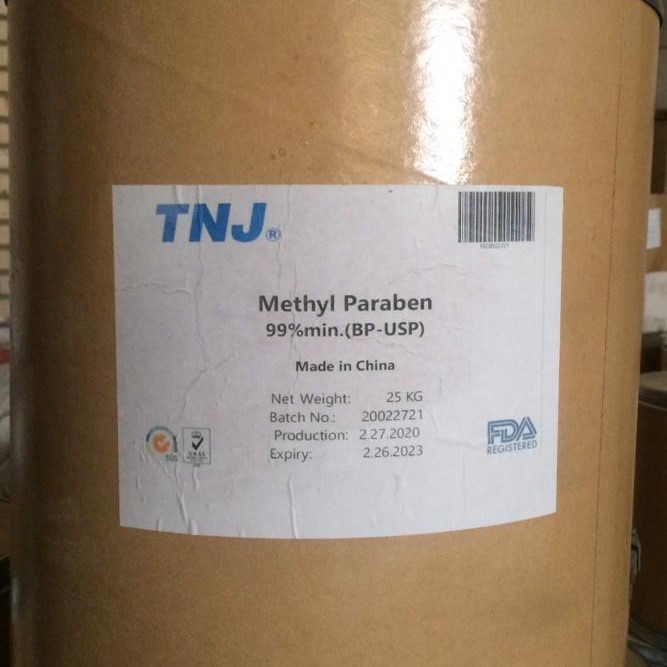 TNJ®
Methyl Paraben
99%min.(BP-USP)
Made in China
Net Weight: 25 KG
Batch No.: 20022721
Production: 2.27.2020
Expiry: 2.26.2023
FDA
REGISTERED